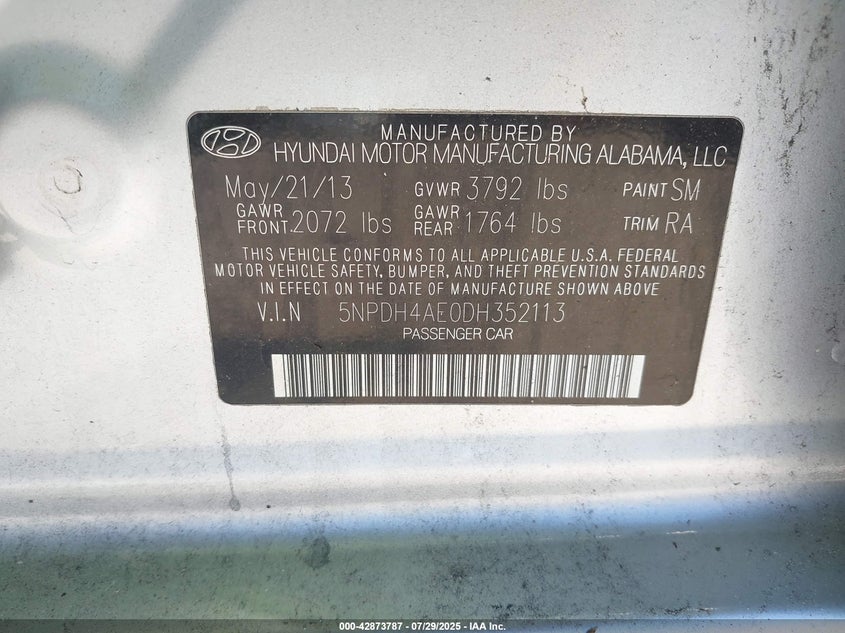 MANUFACTURED BY
HYUNDAI MOTOR MANUFACTURING ALABAMA, LLC
May/21/13 GVWR 3792 lbs PAINT SM
GAWR FRONT 2072 lbs GAWR REAR 1764 lbs TRIM RA
THIS VEHICLE CONFORMS TO ALL APPLICABLE U.S.A. FEDERAL
MOTOR VEHICLE SAFETY, BUMPER, AND THEFT PREVENTION STANDARDS
IN EFFECT ON THE DATE OF MANUFACTURE SHOWN ABOVE
V.I.N 5NPDH4AE0DH352113
PASSENGER CAR
000-42873787 - 07/29/2025 - IAA Inc.